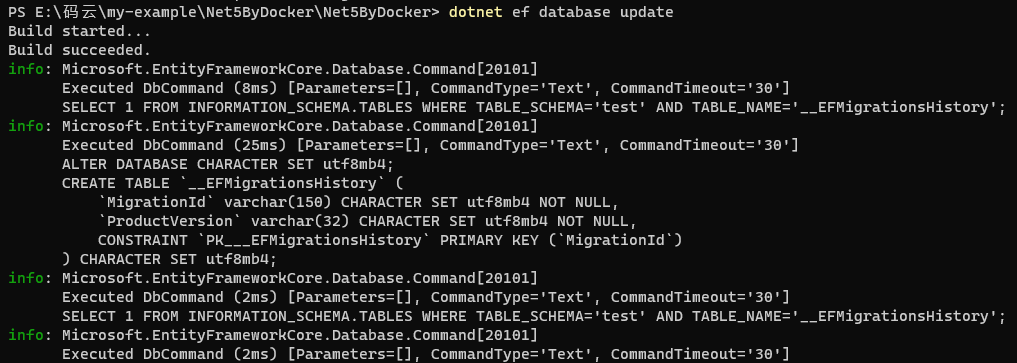 PS E:\码云\my-example\Net5ByDocker\Net5ByDocker> dotnet ef database update
Build started...
Build succeeded.
info: Microsoft.EntityFrameworkCore.Database.Command[20101]
      Executed DbCommand (8ms) [Parameters=[], CommandType='Text', CommandTimeout='30']
      SELECT 1 FROM INFORMATION_SCHEMA.TABLES WHERE TABLE_SCHEMA='test' AND TABLE_NAME='__EFMigrationsHistory';
info: Microsoft.EntityFrameworkCore.Database.Command[20101]
      Executed DbCommand (25ms) [Parameters=[], CommandType='Text', CommandTimeout='30']
      ALTER DATABASE CHARACTER SET utf8mb4;
      CREATE TABLE `__EFMigrationsHistory` (
          `MigrationId` varchar(150) CHARACTER SET utf8mb4 NOT NULL,
          `ProductVersion` varchar(32) CHARACTER SET utf8mb4 NOT NULL,
          CONSTRAINT `PK___EFMigrationsHistory` PRIMARY KEY (`MigrationId`)
      ) CHARACTER SET utf8mb4;
info: Microsoft.EntityFrameworkCore.Database.Command[20101]
      Executed DbCommand (2ms) [Parameters=[], CommandType='Text', CommandTimeout='30']
      SELECT 1 FROM INFORMATION_SCHEMA.TABLES WHERE TABLE_SCHEMA='test' AND TABLE_NAME='__EFMigrationsHistory';
info: Microsoft.EntityFrameworkCore.Database.Command[20101]
      Executed DbCommand (2ms) [Parameters=[], CommandType='Text', CommandTimeout='30']